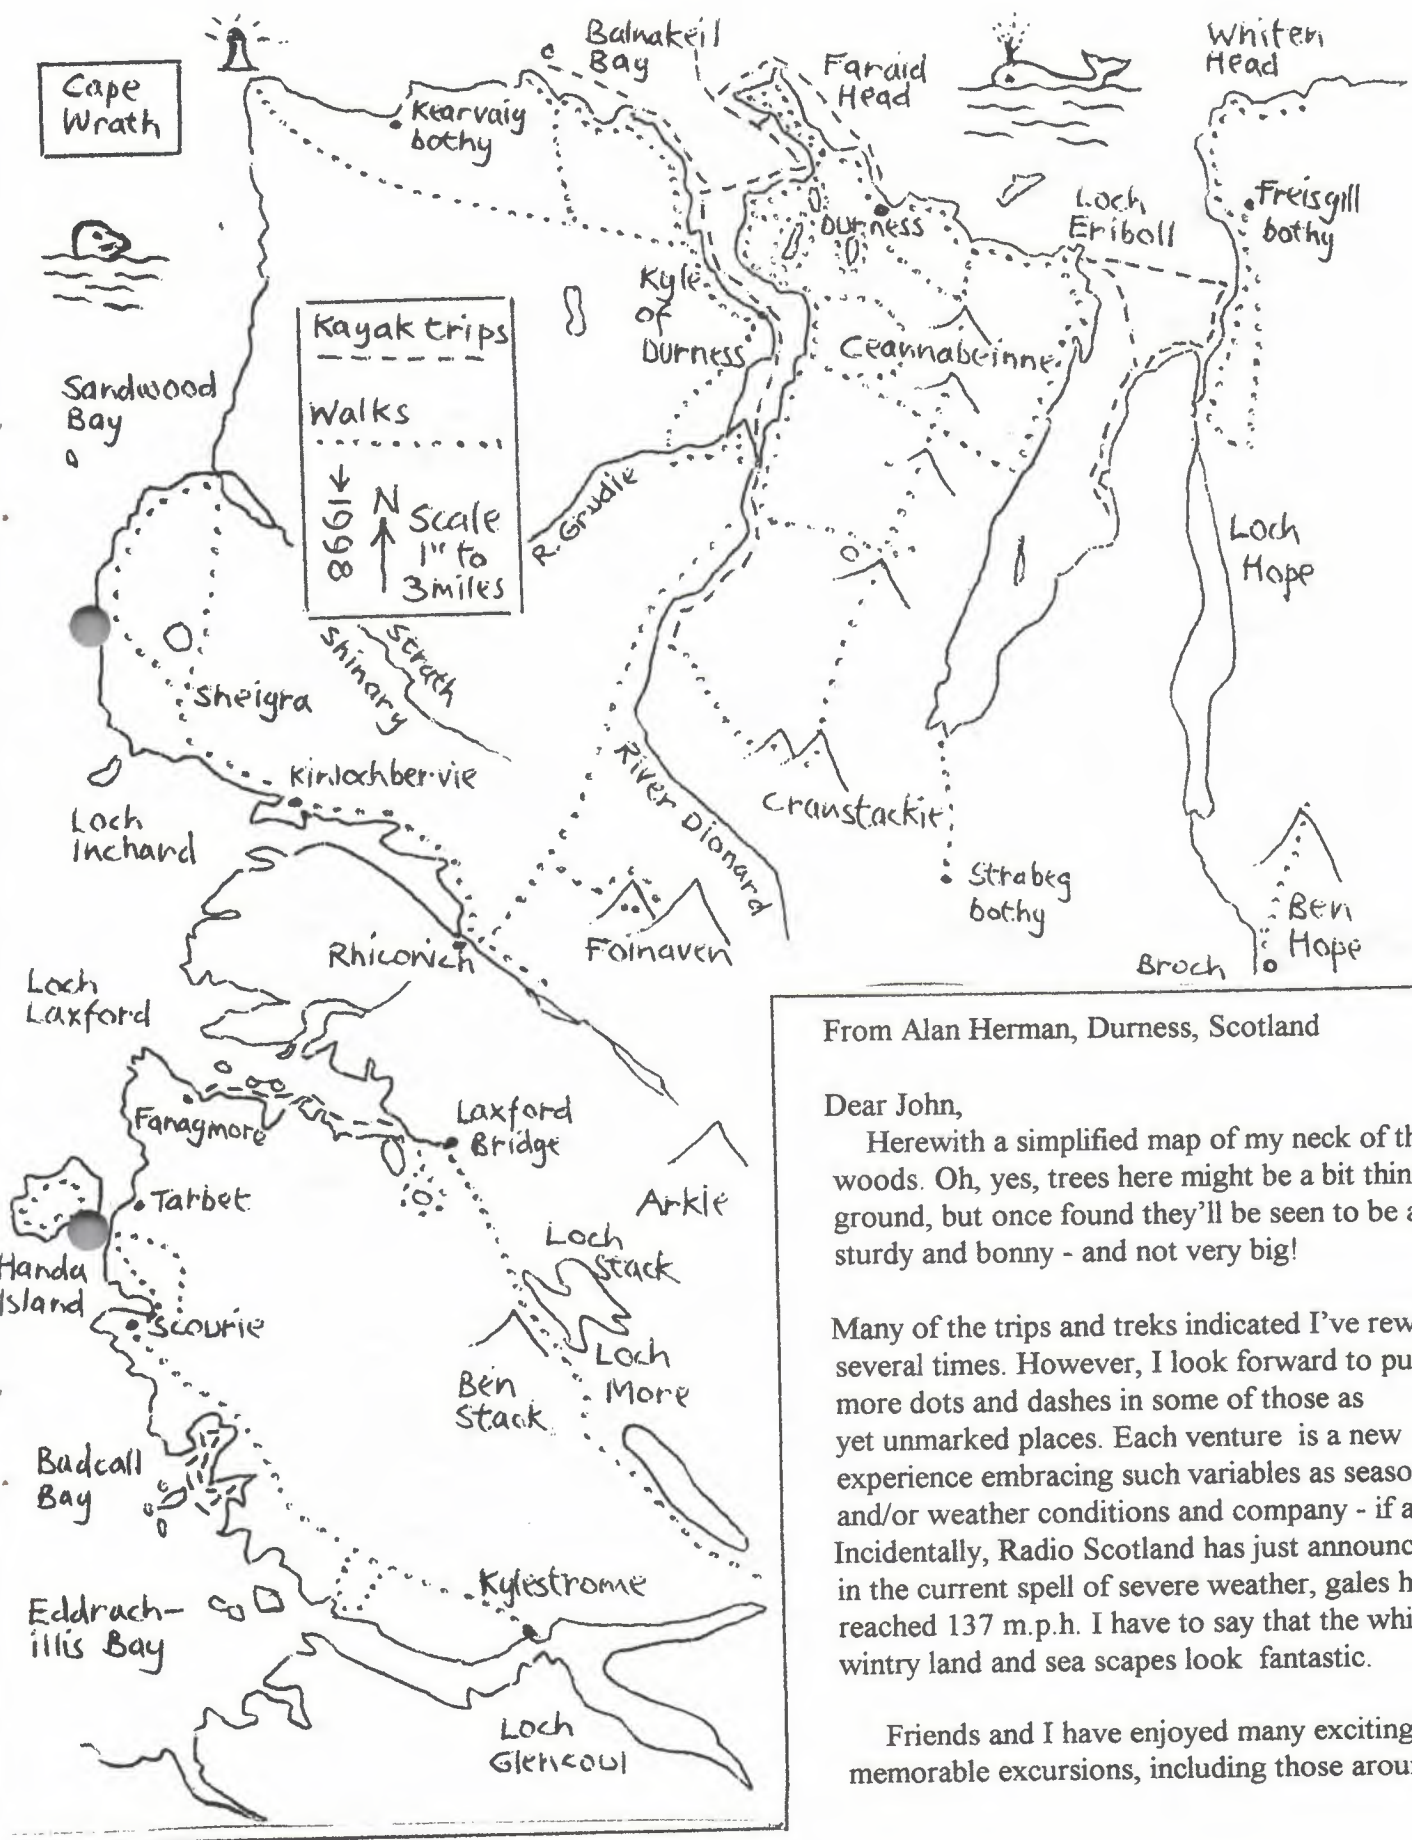 Cape
Wrath
Balnakeil
Bay
Faraid
Head
Whiten
Head
Kearvaig
bothy
Durness
Loch
Eriboll
Freisgill
bothy
Kyle
of
Durness
Ceannabeinne
Kayak trips
Walks
1998
N
Scale
1" to
3 miles
Sandwood
Bay
R. Grudie
Loch
Hope
Strath
Shinary
Sheigra
Kinlochbervie
Loch
Inchard
River Dionard
Cranstackie
Strabeg
bothy
Ben
Hope
Broch
Foinaven
Rhiconich
Loch
Laxford
Fanagmore
Laxford
Bridge
Arkle
Tarbet
Handa
Island
Scourie
Loch
Stack
Ben
Stack
Loch
More
Badcall
Bay
Eddrach-
illis Bay
Kylestrome
Loch
Glencoul
From Alan Herman, Durness, Scotland
Dear John,
Herewith a simplified map of my neck of th
woods. Oh, yes, trees here might be a bit thin
ground, but once found they'll be seen to be a
sturdy and bonny - and not very big!
Many of the trips and treks indicated I've rew
several times. However, I look forward to pu
more dots and dashes in some of those as
yet unmarked places. Each venture is a new
experience embracing such variables as seaso
and/or weather conditions and company - if a
Incidentally, Radio Scotland has just announc
in the current spell of severe weather, gales h
reached 137 m.p.h. I have to say that the whi
wintry land and sea scapes look fantastic.
Friends and I have enjoyed many exciting
memorable excursions, including those arou